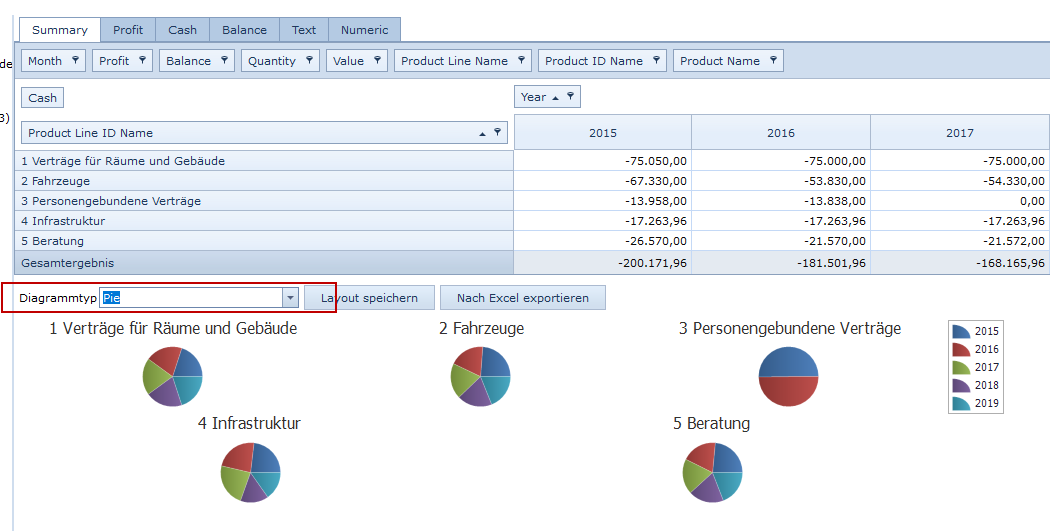 Summary Profit Cash Balance Text Numeric
de Month Profit Balance Quantity Value Product Line Name Product ID Name Product Name
Cash Year
3)
Product Line ID Name 2015 2016 2017
1 Verträge für Räume und Gebäude -75.050,00 -75.000,00 -75.000,00
2 Fahrzeuge -67.330,00 -53.830,00 -54.330,00
3 Personengebundene Verträge -13.958,00 -13.838,00 0,00
4 Infrastruktur -17.263,96 -17.263,96 -17.263,96
5 Beratung -26.570,00 -21.570,00 -21.572,00
Gesamtergebnis -200.171,96 -181.501,96 -168.165,96
Diagrammtyp Pie Layout speichern Nach Excel exportieren
1 Verträge für Räume und Gebäude 2 Fahrzeuge 3 Personengebundene Verträge
2015
2016
2017
2018
2019
4 Infrastruktur 5 Beratung